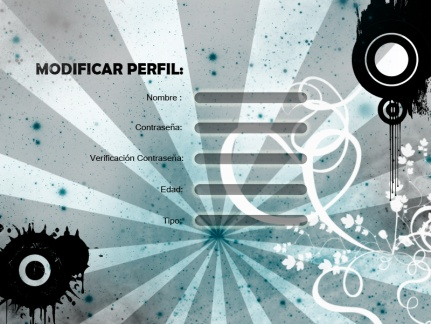 MODIFICAR PERFIL:
Nombre :
Contraseña:
Verificación Contraseña:
Edad:
Tipo: